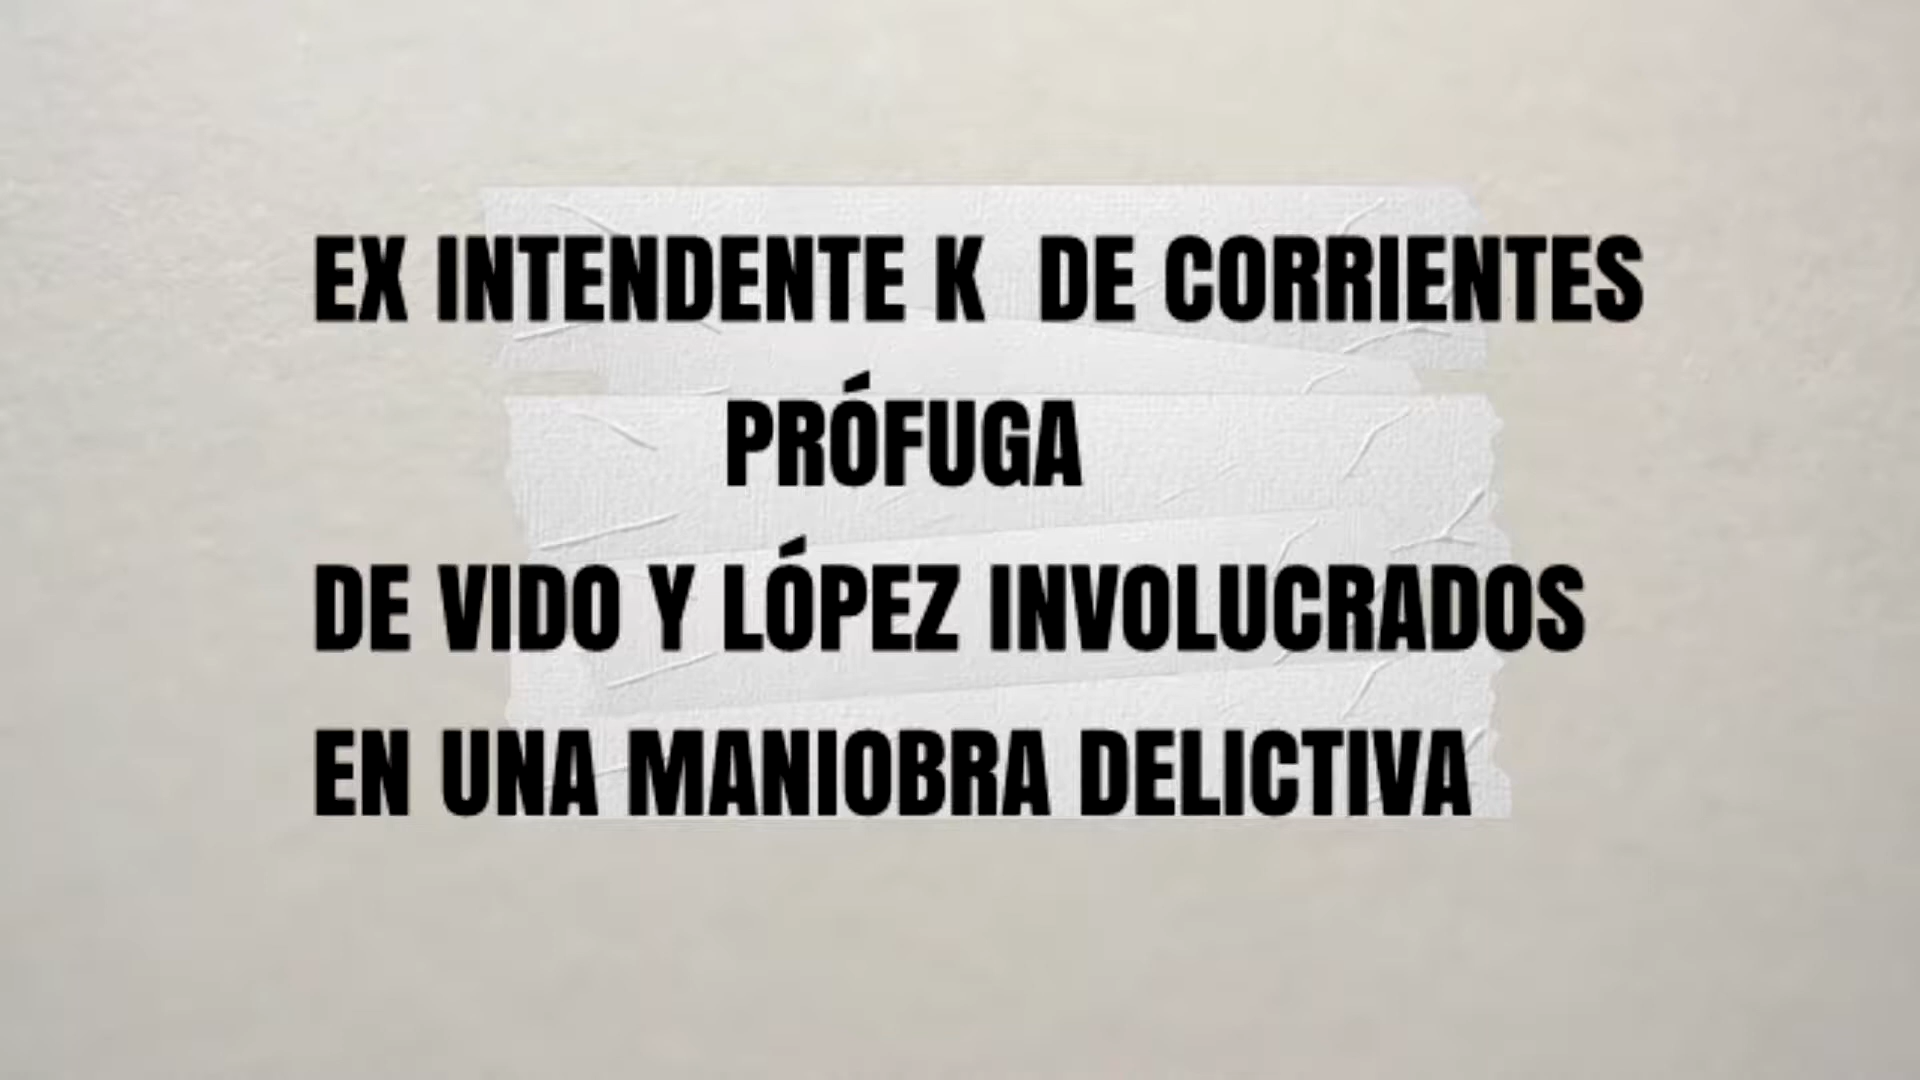 EX INTENDENTE K DE CORRIENTES
PRÓFUGA
DE VIDO Y LÓPEZ INVOLUCRADOS
EN UNA MANIOBRA DELICTIVA